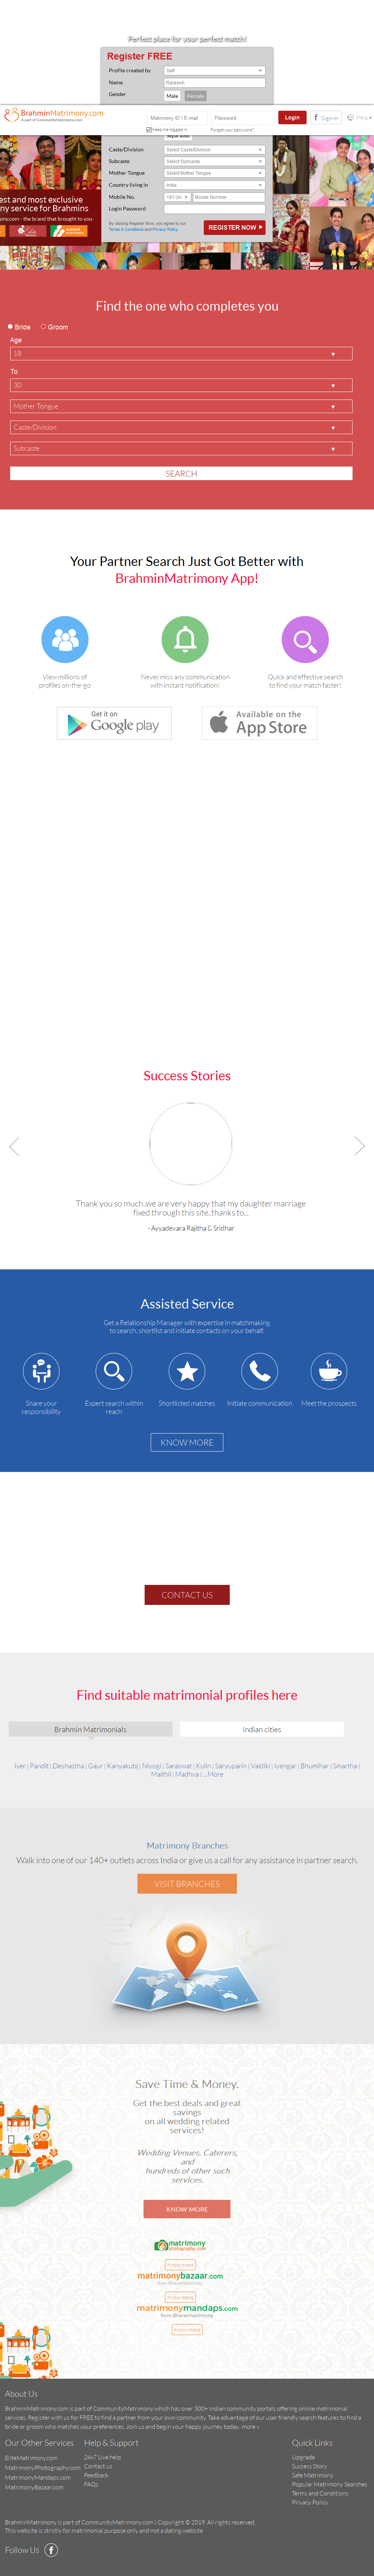 Perfect place for your perfect match!
Register FREE
Profile created by
Self
Name
Raveesh
Gender
Male
Female
BrahminMatrimony.com
A part of CommunityMatrimony.com
Matrimony ID / E-mail
Password
Login
Sign In
Help
Keep me logged in
Forgot your password?
Separated
Caste/Division
Select Caste/Division
Subcaste
Select Subcaste
Mother Tongue
Select Mother Tongue
Country living in
India
Mobile No.
+91 (In
Mobile Number
Login Password
By clicking Register Now, you agree to our
Terms & Conditions and Privacy Policy.
REGISTER NOW
est and most exclusive
ny service for Brahmins
ony.com - the brand that brought to you
Find the one who completes you
Bride
Groom
Age
18
To
30
Mother Tongue
Caste/Division
Subcaste
SEARCH
Your Partner Search Just Got Better with
BrahminMatrimony App!
View millions of
profiles on-the-go
Never miss any communication
with instant notification!
Quick and effective search
to find your match faster!
Get it on
Google play
Available on the
App Store
Success Stories
Thank you so much..we are very happy that my daughter marriage
fixed through this site..thanks to...
- Ayyadevara Rajitha & Sridhar
Assisted Service
Get a Relationship Manager with expertise in matchmaking
to search, shortlist and initiate contacts on your behalf.
Share your
responsibility
Expert search within
reach
Shortlisted matches
Initiate communication
Meet the prospects
KNOW MORE
CONTACT US
Find suitable matrimonial profiles here
Brahmin Matrimonials
Indian cities
Iyer | Pandit | Deshastha | Gaur | Kanyakubj | Niyogi | Saraswat | Kulin | Saryuparin | Vaidiki | Iyengar | Bhumihar | Smartha |
Maithil | Madhva | ...More
Matrimony Branches
Walk into one of our 140+ outlets across India or give us a call for any assistance in partner search.
VISIT BRANCHES
Save Time & Money.
Get the best deals and great
savings
on all wedding related
services!
Wedding Venues, Caterers,
and
hundreds of other such
services.
KNOW MORE
matrimony
photography.com
Know more
matrimonybazaar.com
from Bharatmatrimony
Know more
matrimonymandaps.com
from Bharatmatrimony
Know more
About Us
BrahminMatrimony.com is part of CommunityMatrimony which has over 300+ Indian community portals offering online matrimonial
services. Register with us for FREE to find a partner from your own community. Take advantage of our user friendly search features to find a
bride or groom who matches your preferences. Join us and begin your happy journey today.. more »
Our Other Services
EliteMatrimony.com
MatrimonyPhotography.com
MatrimonyMandaps.com
MatrimonyBazaar.com
Help & Support
24x7 Live help
Contact us
Feedback
FAQs
Quick Links
Upgrade
Success Story
Safe Matrimony
Popular Matrimony Searches
Terms and Conditions
Privacy Policy
BrahminMatrimony is part of CommunityMatrimony.com | Copyright © 2019. All rights reserved.
This website is strictly for matrimonial purpose only and not a dating website
Follow Us